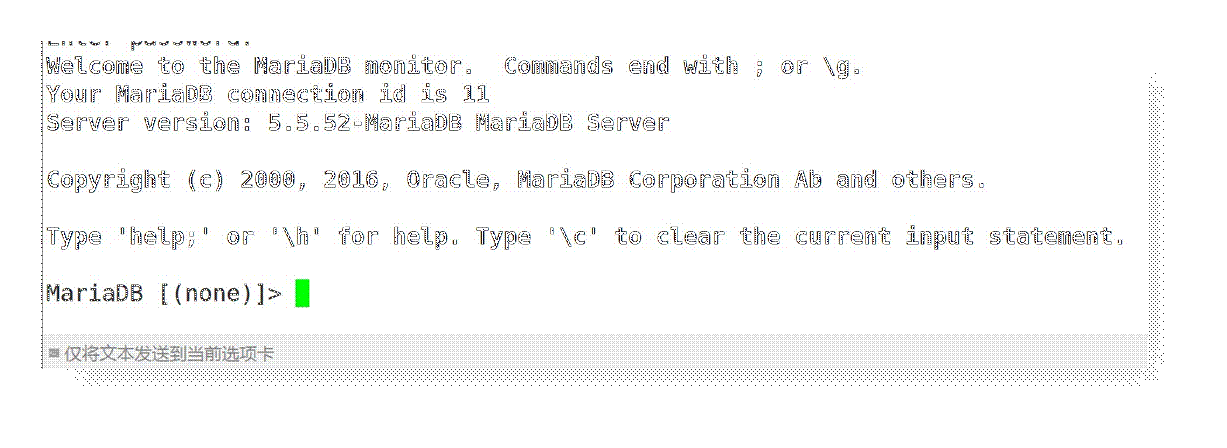 Enter password:
Welcome to the MariaDB monitor.  Commands end with ; or \g.
Your MariaDB connection id is 11
Server version: 5.5.52-MariaDB MariaDB Server
Copyright (c) 2000, 2016, Oracle, MariaDB Corporation Ab and others.
Type 'help;' or '\h' for help. Type '\c' to clear the current input statement.
MariaDB [(none)]>
仅将文本发送到当前选项卡